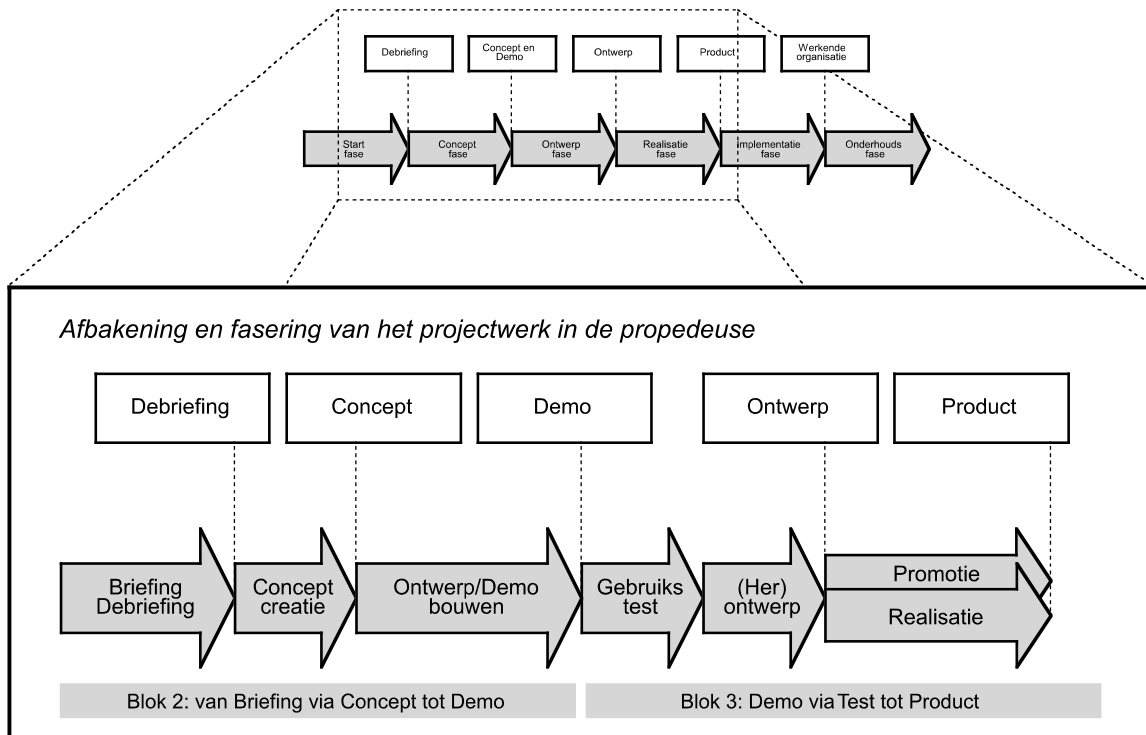 Debriefing
Concept en
Demo
Ontwerp
Product
Werkende
organisatie
Start
fase
Concept
fase
Ontwerp
fase
Realisatie
fase
Implementatie
fase
Onderhouds
fase
Afbakening en fasering van het projectwerk in de propedeuse
Debriefing
Concept
Demo
Ontwerp
Product
Briefing
Debriefing
Concept
creatie
Ontwerp/Demo
bouwen
Gebruiks
test
(Her)
ontwerp
Promotie
Realisatie
Blok 2: van Briefing via Concept tot Demo
Blok 3: Demo via Test tot Product